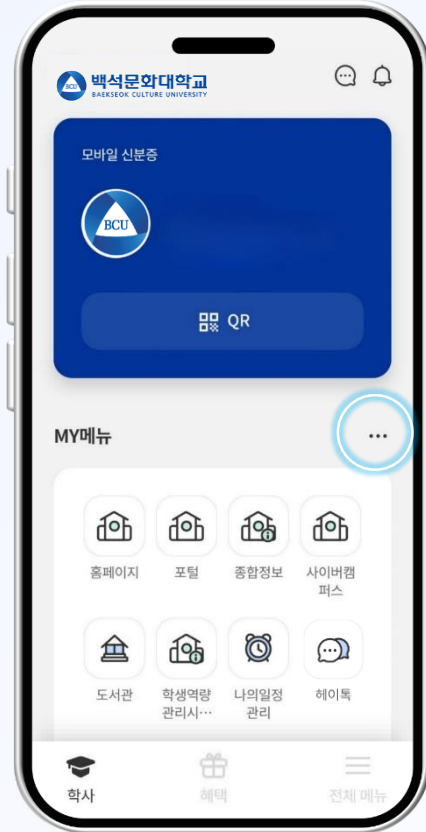 백석문화대학교
BAEKSEOK CULTURE UNIVERSITY
모바일 신분증
BCU
QR
MY메뉴
홈페이지
포털
종합정보
사이버캠
퍼스
도서관
학생역량
관리시…
나의일정
관리
헤이톡
학사
혜택
전체 메뉴